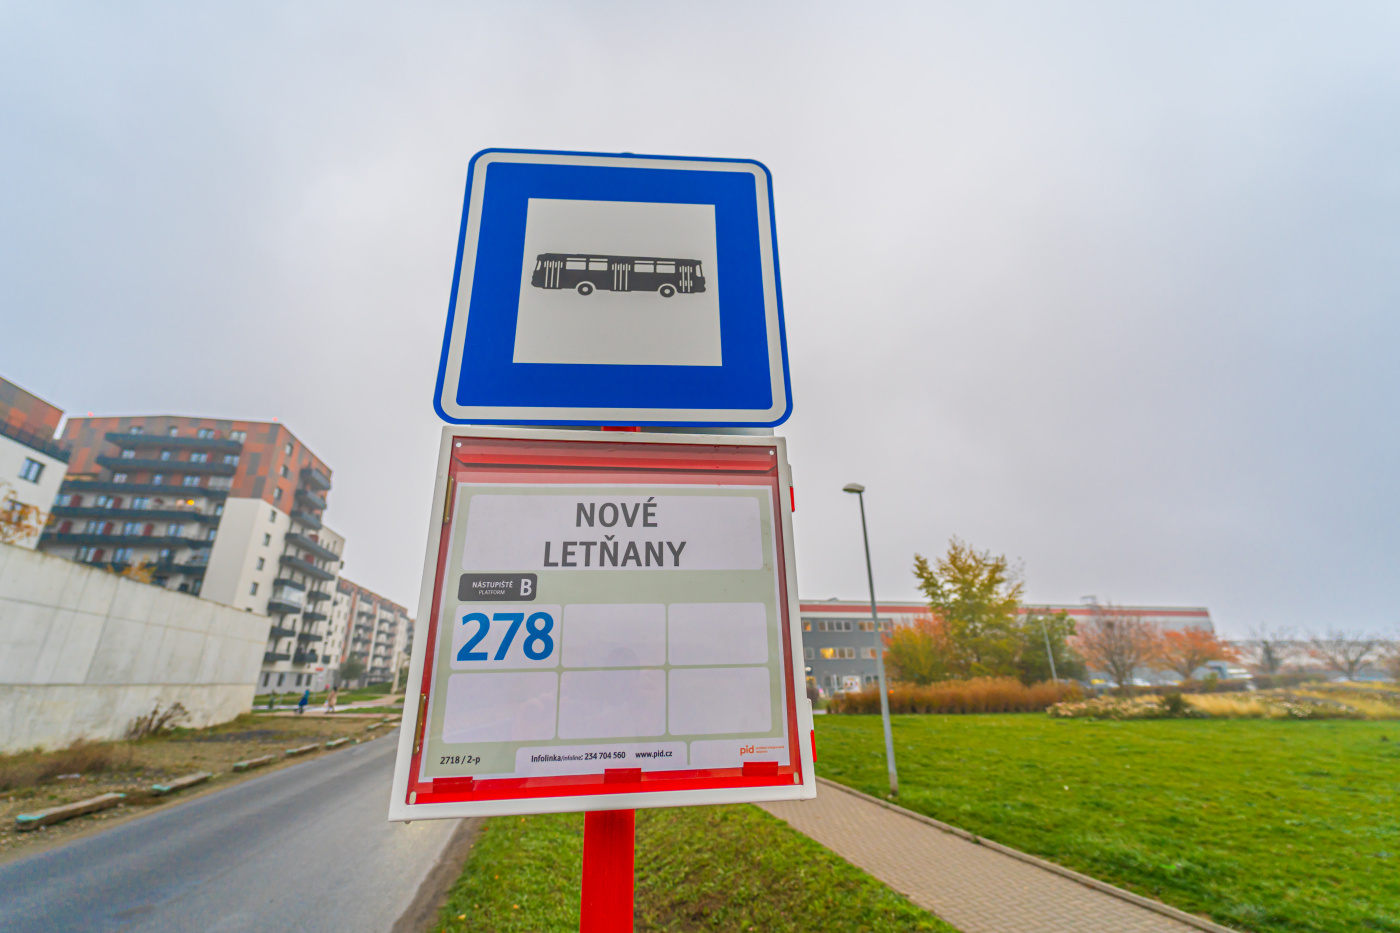 NOVÉ
LETŇANY
NÁSTUPIŠTĚ
PLATFORM
B
278
2718 / 2-p
Infolinka/infoline: 234 704 560 www.pid.cz
pid